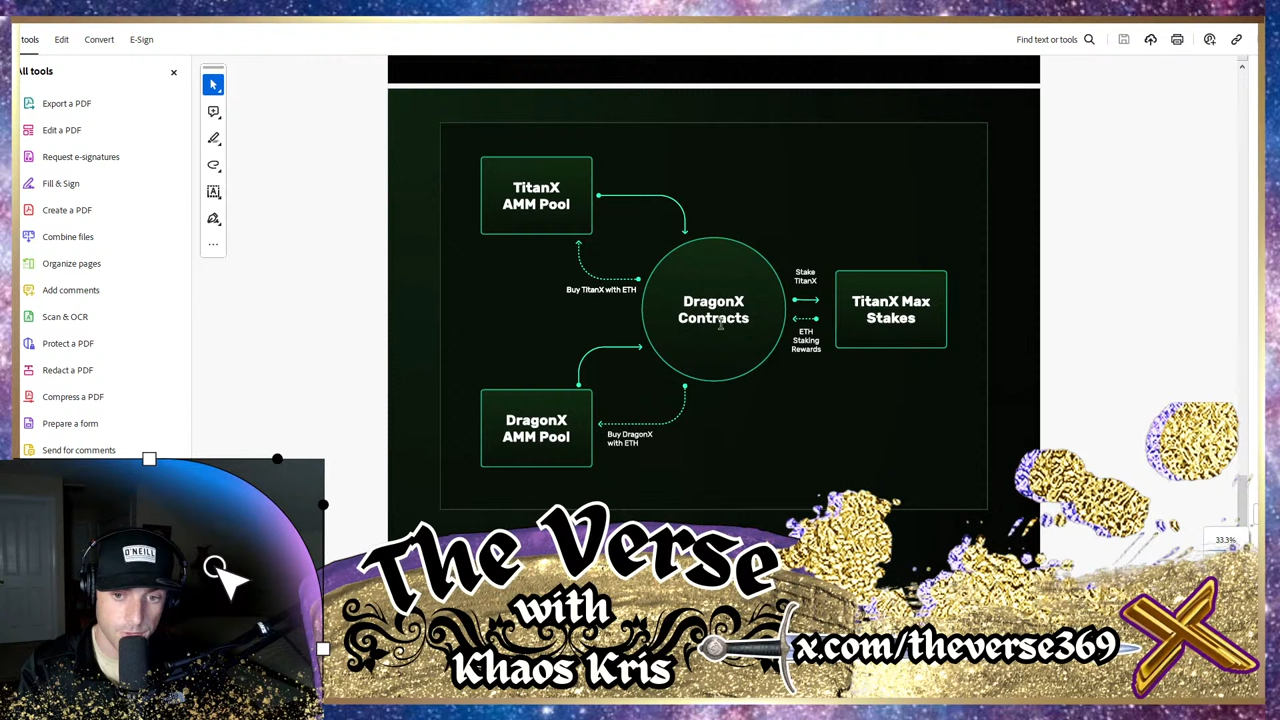 tools
Edit
Convert
E-Sign
Find text or tools
All tools
Export a PDF
Edit a PDF
Request e-signatures
Fill & Sign
Create a PDF
Combine files
Organize pages
Add comments
Scan & OCR
Protect a PDF
Redact a PDF
Compress a PDF
Prepare a form
Send for comments
TitanX
AMM Pool
Buy TitanX with ETH
DragonX
Contracts
Stake
TitanX
ETH
Staking
Rewards
TitanX Max
Stakes
DragonX
AMM Pool
Buy DragonX
with ETH
33.3%
O'NEILL
The Verse
with
Khaos Kris
x.com/theverse369
X